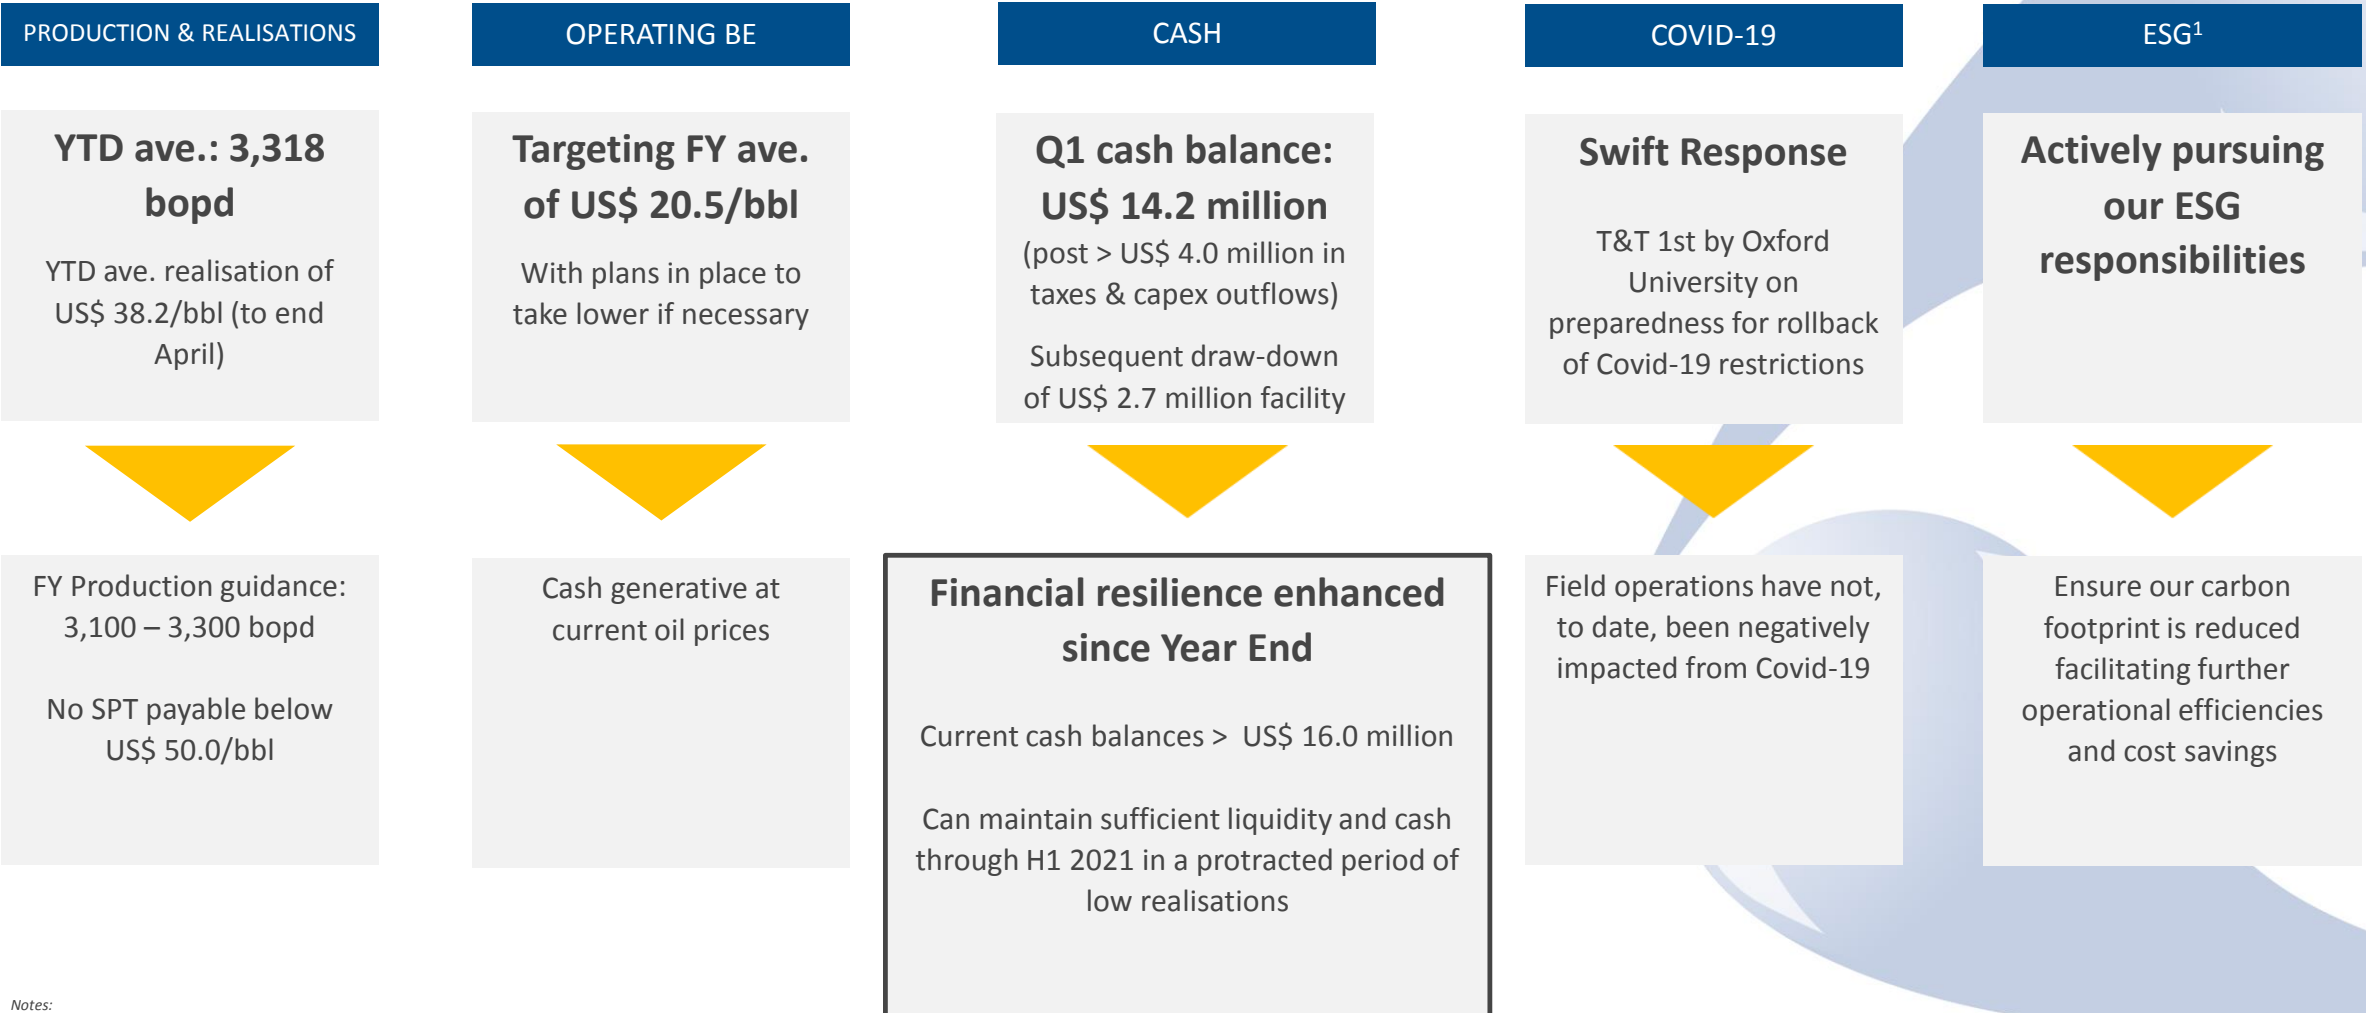 PRODUCTION & REALISATIONS
YTD ave.: 3,318
bopd
YTD ave. realisation of
US$ 38.2/bbl (to end
April)
FY Production guidance:
3,100 – 3,300 bopd
No SPT payable below
US$ 50.0/bbl
OPERATING BE
Targeting FY ave.
of US$ 20.5/bbl
With plans in place to
take lower if necessary
Cash generative at
current oil prices
CASH
Q1 cash balance:
US$ 14.2 million
(post > US$ 4.0 million in
taxes & capex outflows)
Subsequent draw-down
of US$ 2.7 million facility
Financial resilience enhanced
since Year End
Current cash balances > US$ 16.0 million
Can maintain sufficient liquidity and cash
through H1 2021 in a protracted period of
low realisations
COVID-19
Swift Response
T&T 1st by Oxford
University on
preparedness for rollback
of Covid-19 restrictions
Field operations have not,
to date, been negatively
impacted from Covid-19
ESG¹
Actively pursuing
our ESG
responsibilities
Ensure our carbon
footprint is reduced
facilitating further
operational efficiencies
and cost savings
Notes: